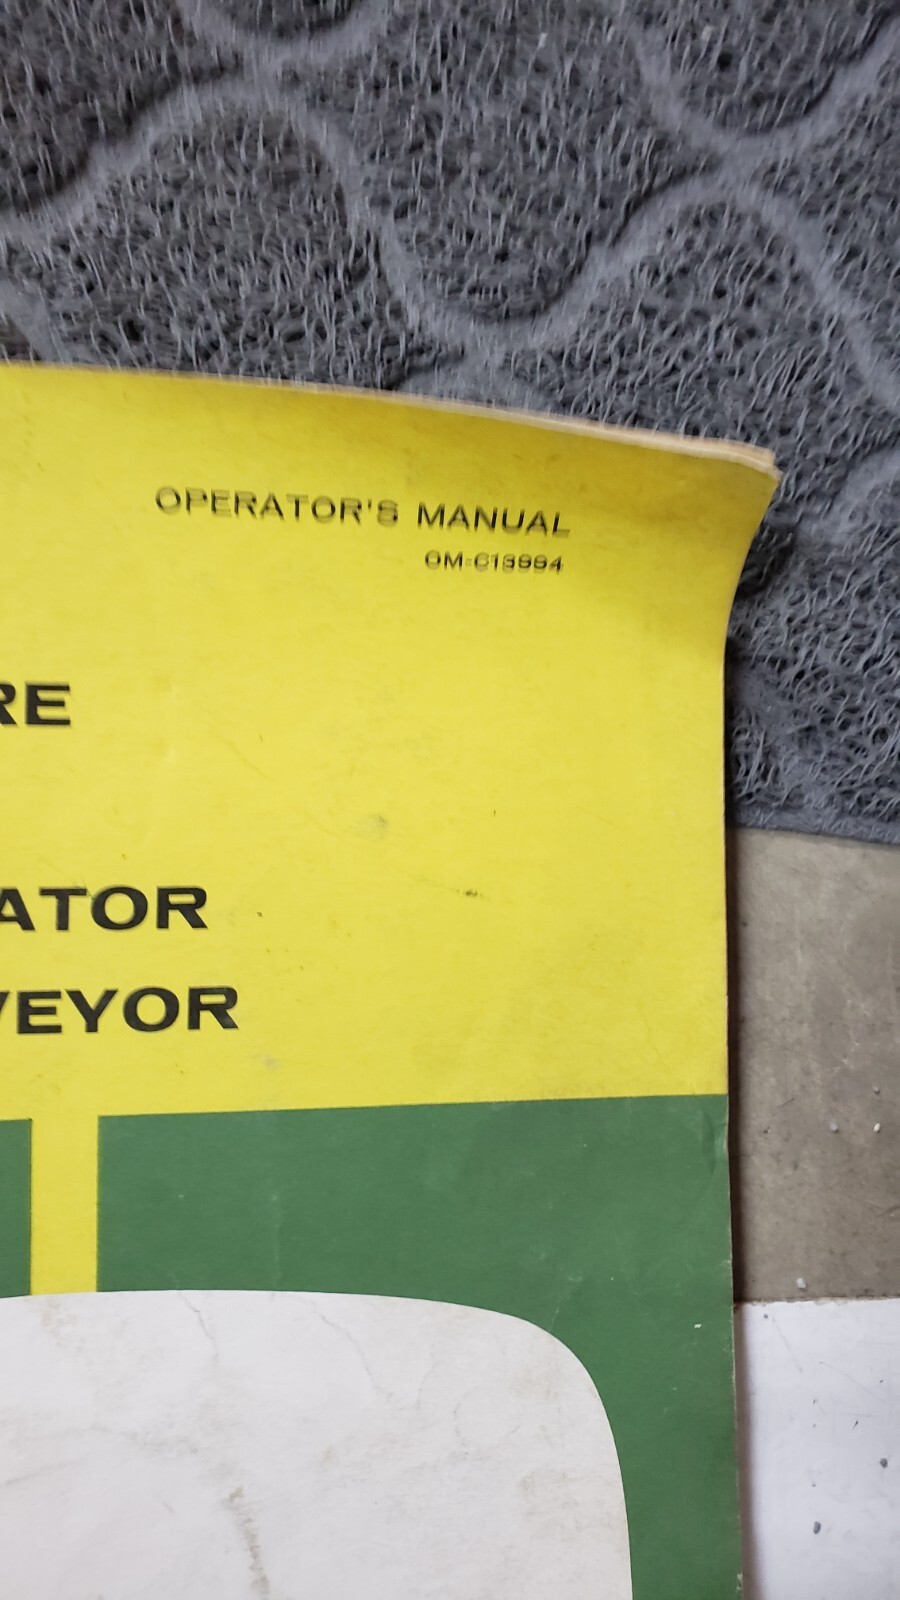 OPERATOR'S MANUAL
OM-C13994
RE
ATOR
VEYOR